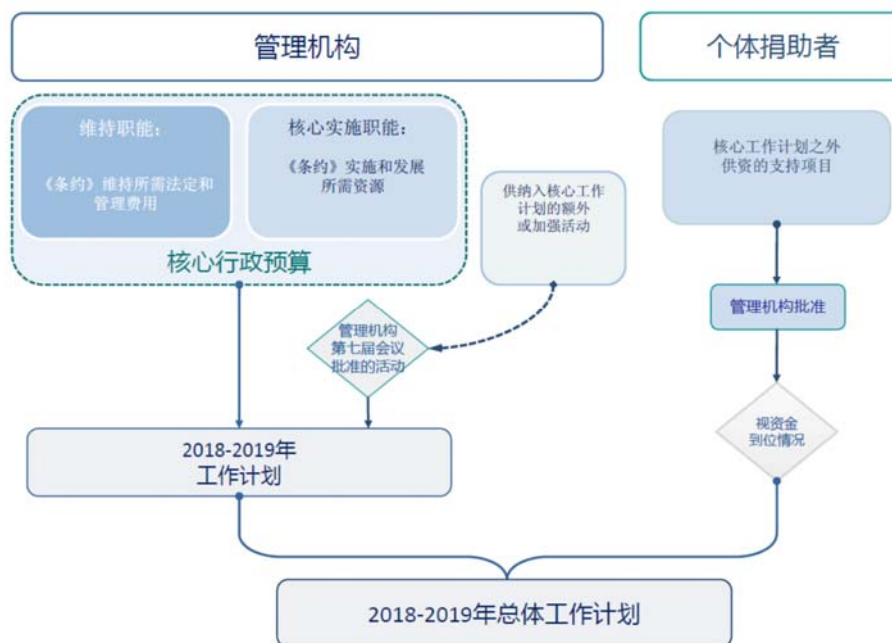 管理机构
个体捐助者
维持职能：
《条约》维持所需法定和
管理费用
核心实施职能：
《条约》实施和发展
所需资源
核心行政预算
供纳入核心工作
计划的额外
或加强活动
核心工作计划之外
供资的支持项目
管理机构批准
管理机构
第七届会议
批准的活动
视资金
到位情况
2018-2019年
工作计划
2018-2019年总体工作计划